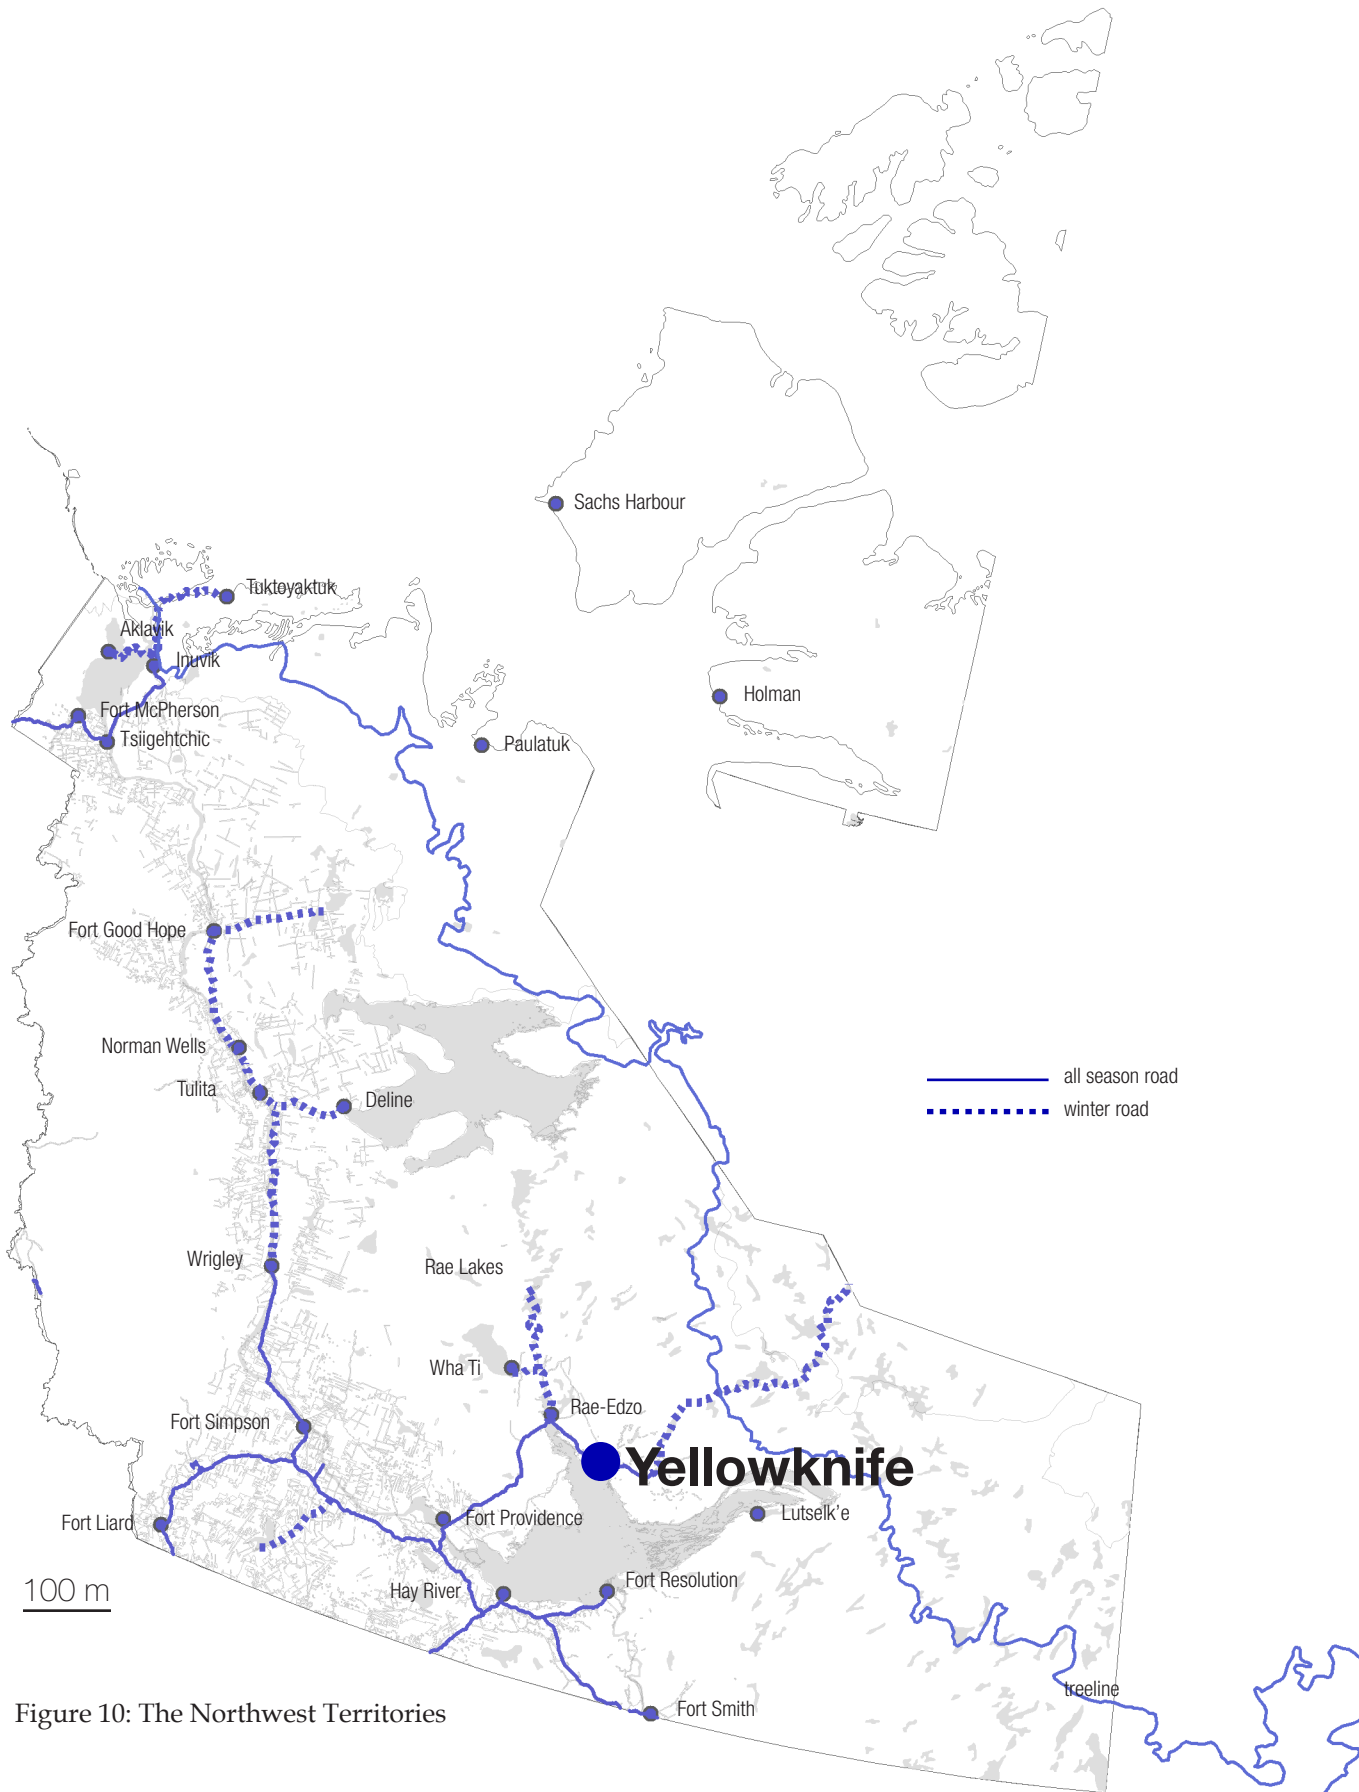 Sachs Harbour
Tuktoyaktuk
Aklavik
Inuvik
Holman
Fort McPherson
Tsiigehtchic
Paulatuk
Fort Good Hope
Norman Wells
Tulita
Deline
all season road
winter road
Wrigley
Rae Lakes
Wha Ti
Rae-Edzo
Fort Simpson
Yellowknife
Fort Liard
Fort Providence
Lutselk'e
100 m
Hay River
Fort Resolution
treeline
Fort Smith
Figure 10: The Northwest Territories